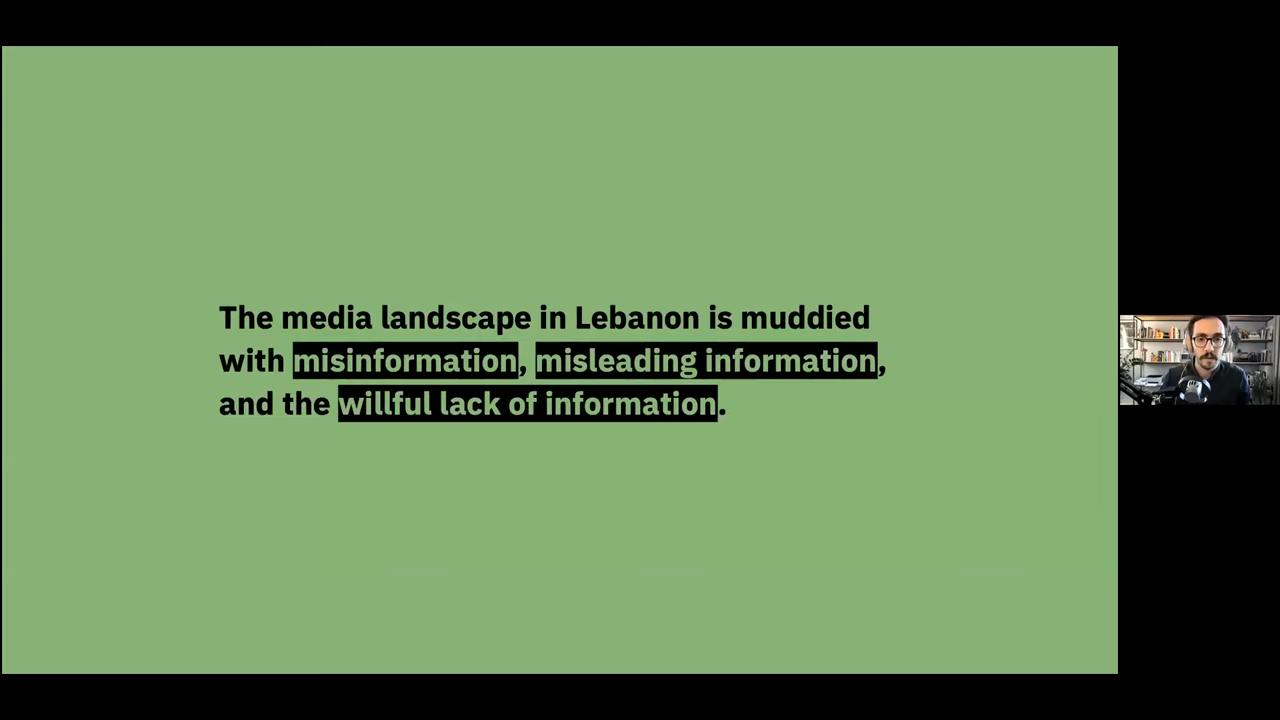 The media landscape in Lebanon is muddied
with misinformation, misleading information,
and the willful lack of information.